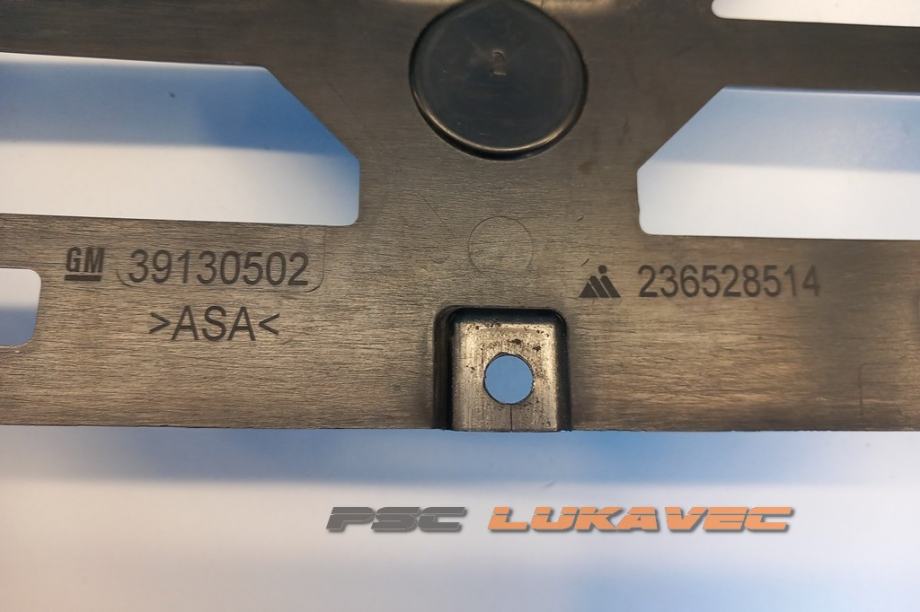 GM 39130502
>ASA<
236528514
PSC LUKAVEC